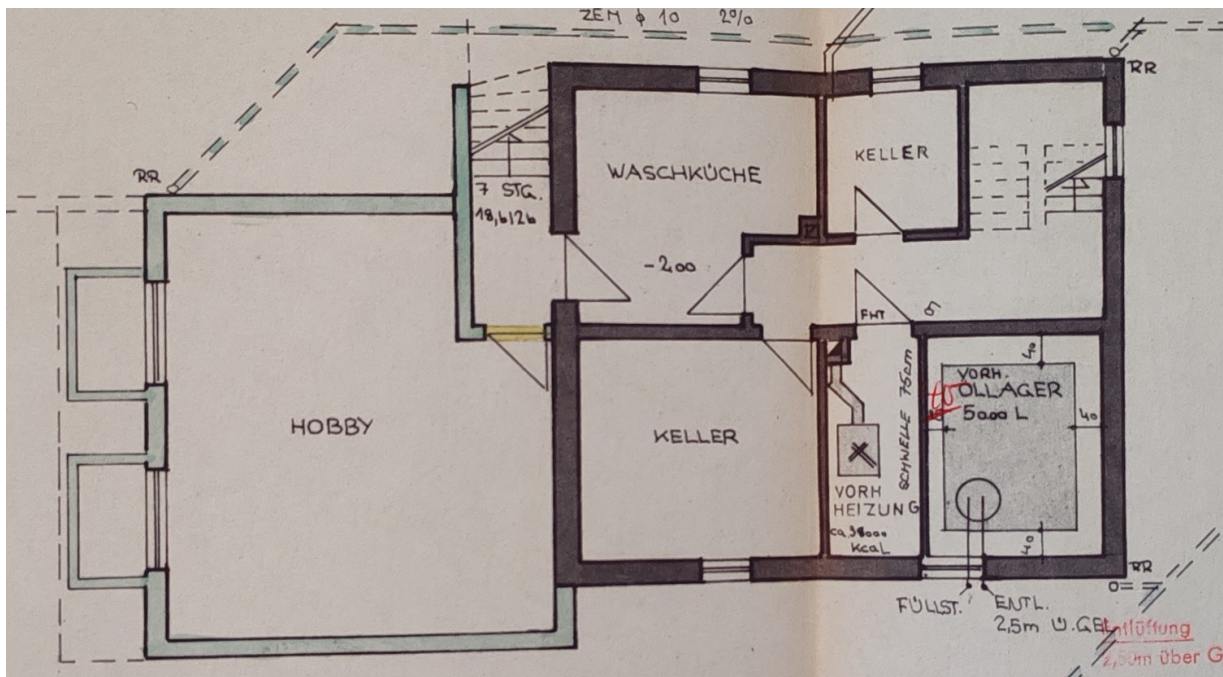 ZEM ϕ 10 2%
RR
RR
KELLER
WASCHKÜCHE
7 STG.
18,6/26
-2.00
FHT
VORH.
ÖLLAGER
5000 L
40
40
40
HOBBY
KELLER
SCHWELLE 75cm
VORH
HEIZUNG
ca. 38000
kcal
RR
FÜLLST.
ENTL.
2,5m Ü. GEL
Entlüftung
2,50m über G